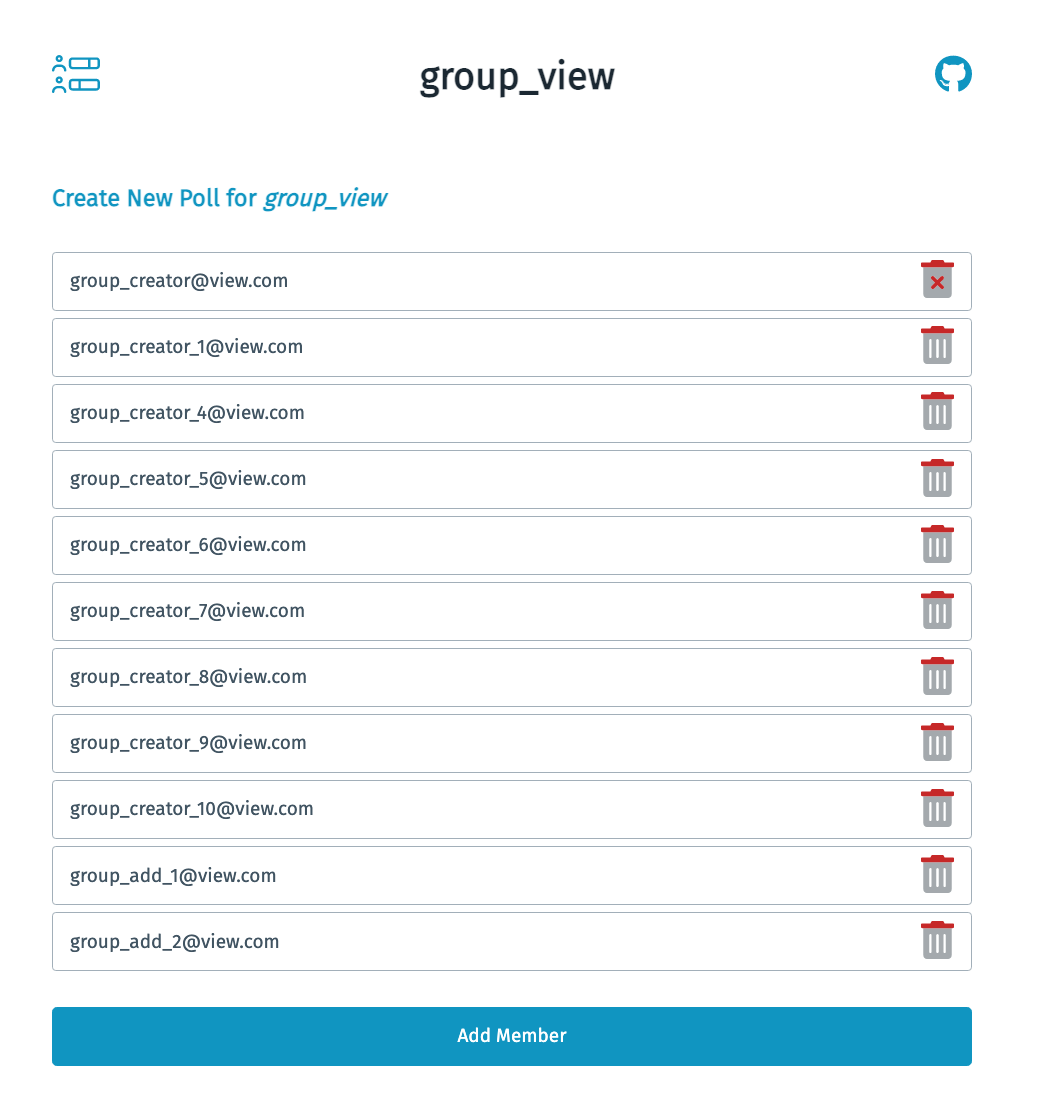 group_view
Create New Poll for group_view
group_creator@view.com
group_creator_1@view.com
group_creator_4@view.com
group_creator_5@view.com
group_creator_6@view.com
group_creator_7@view.com
group_creator_8@view.com
group_creator_9@view.com
group_creator_10@view.com
group_add_1@view.com
group_add_2@view.com
Add Member